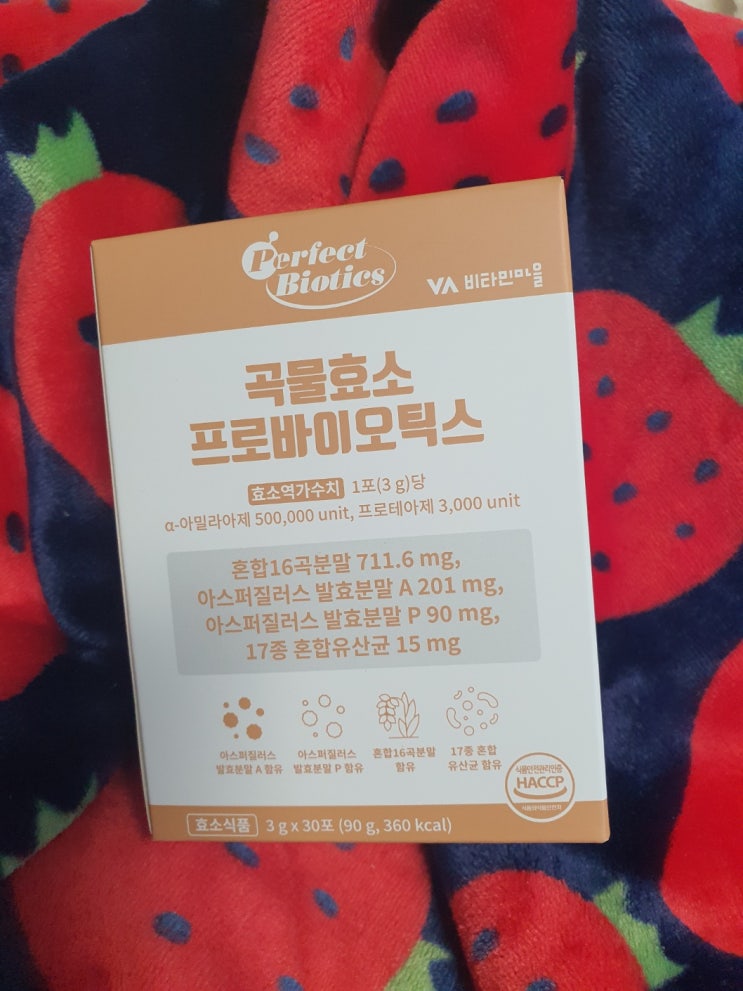 Perfect
Biotics
VA 비타민마을
곡물효소
프로바이오틱스
효소역가수치 1포(3 g)당
α-아밀라아제 500,000 unit, 프로테아제 3,000 unit
혼합16곡분말 711.6 mg,
아스퍼질러스 발효분말 A 201 mg,
아스퍼질러스 발효분말 P 90 mg,
17종 혼합유산균 15 mg
아스퍼질러스
발효분말 A 함유
아스퍼질러스
발효분말 P 함유
혼합16곡분말
함유
17종 혼합
유산균 함유
식품안전관리인증
HACCP
식품의약품안전처
효소식품 3 g x 30포 (90 g, 360 kcal)